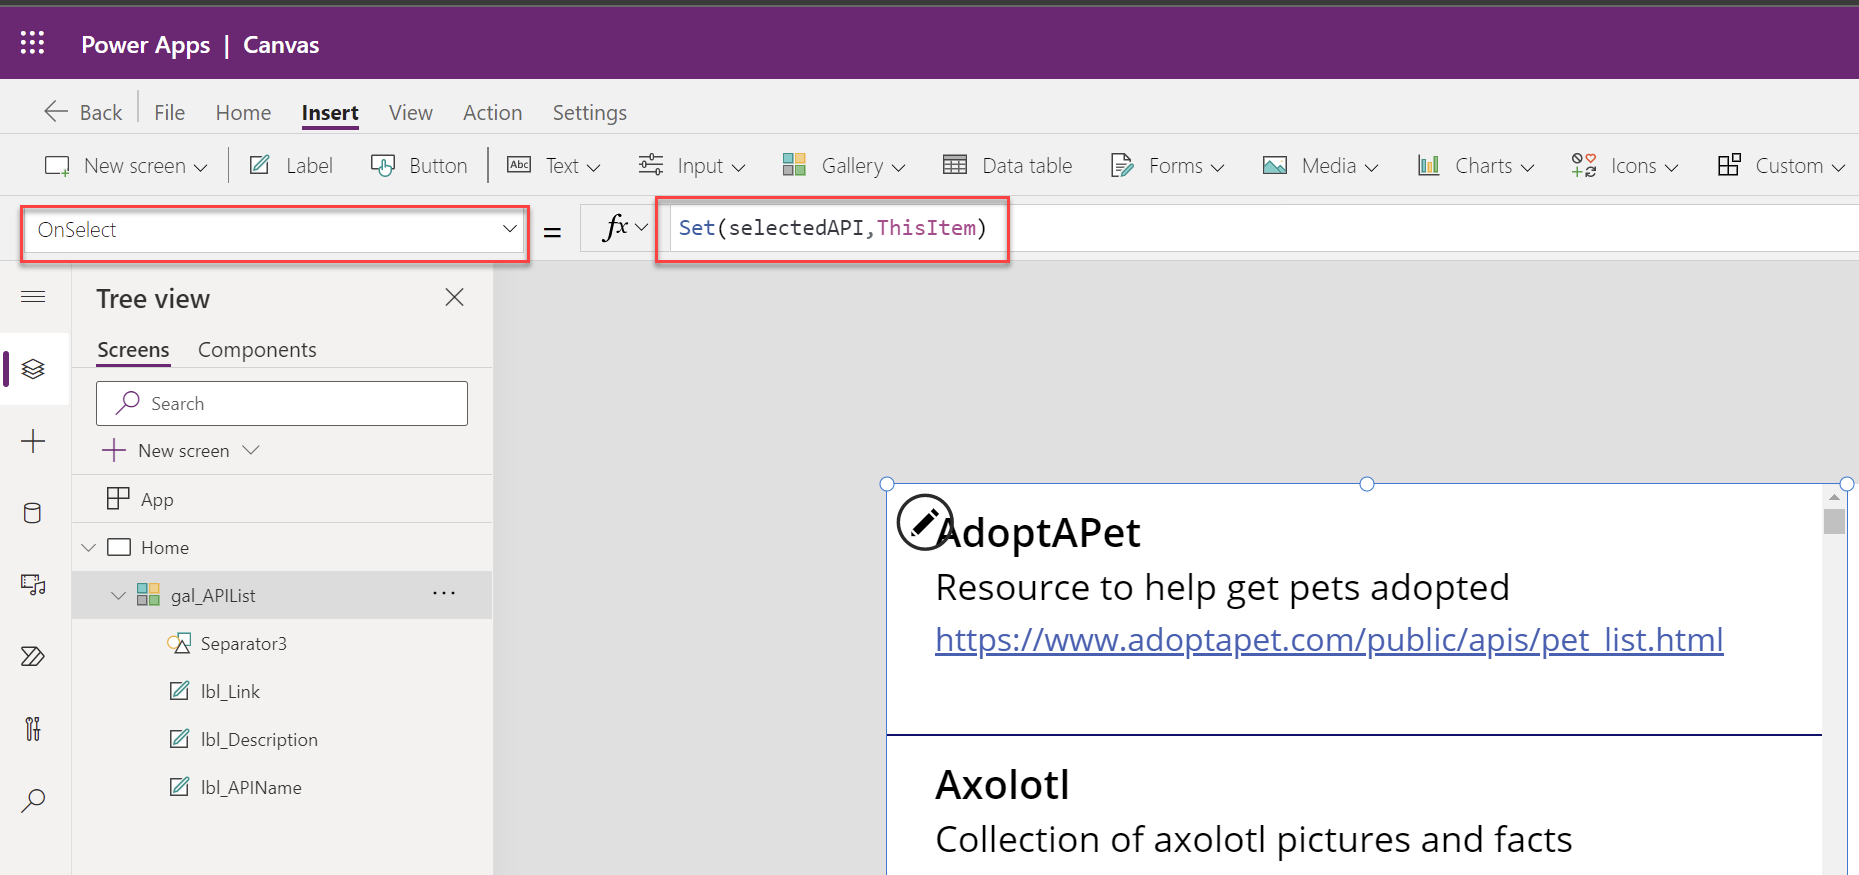 Power Apps | Canvas
Back File Home Insert View Action Settings
New screen Label Button Abc Text Input Gallery Data table Forms Media Charts Icons Custom
OnSelect = fx Set(selectedAPI,ThisItem)
Tree view
Screens Components
Search
New screen
App
Home
gal_APIList ...
Separator3
lbl_Link
lbl_Description
lbl_APIName
AdoptAPet
Resource to help get pets adopted
https://www.adoptapet.com/public/apis/pet_list.html
Axolotl
Collection of axolotl pictures and facts